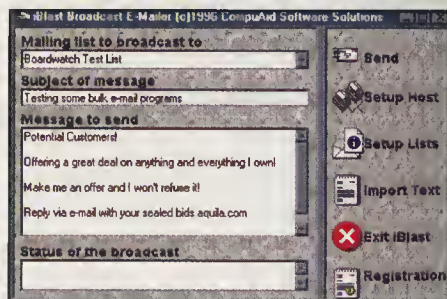 iBlast Broadcast E-Mailer (c)1996 CompuAid Software Solutions
Mailing list to broadcast to
Boardwatch Test List
Subject of message
Testing some bulk e-mail programs
Message to send
Potential Customers!
Offering a great deal on anything and everything I own!
Make me an offer and I won't refuse it!
Reply via e-mail with your sealed bids aquila.com
Status of the broadcast
Send
Setup Host
Setup Lists
Import Text
Exit iBlast
Registration